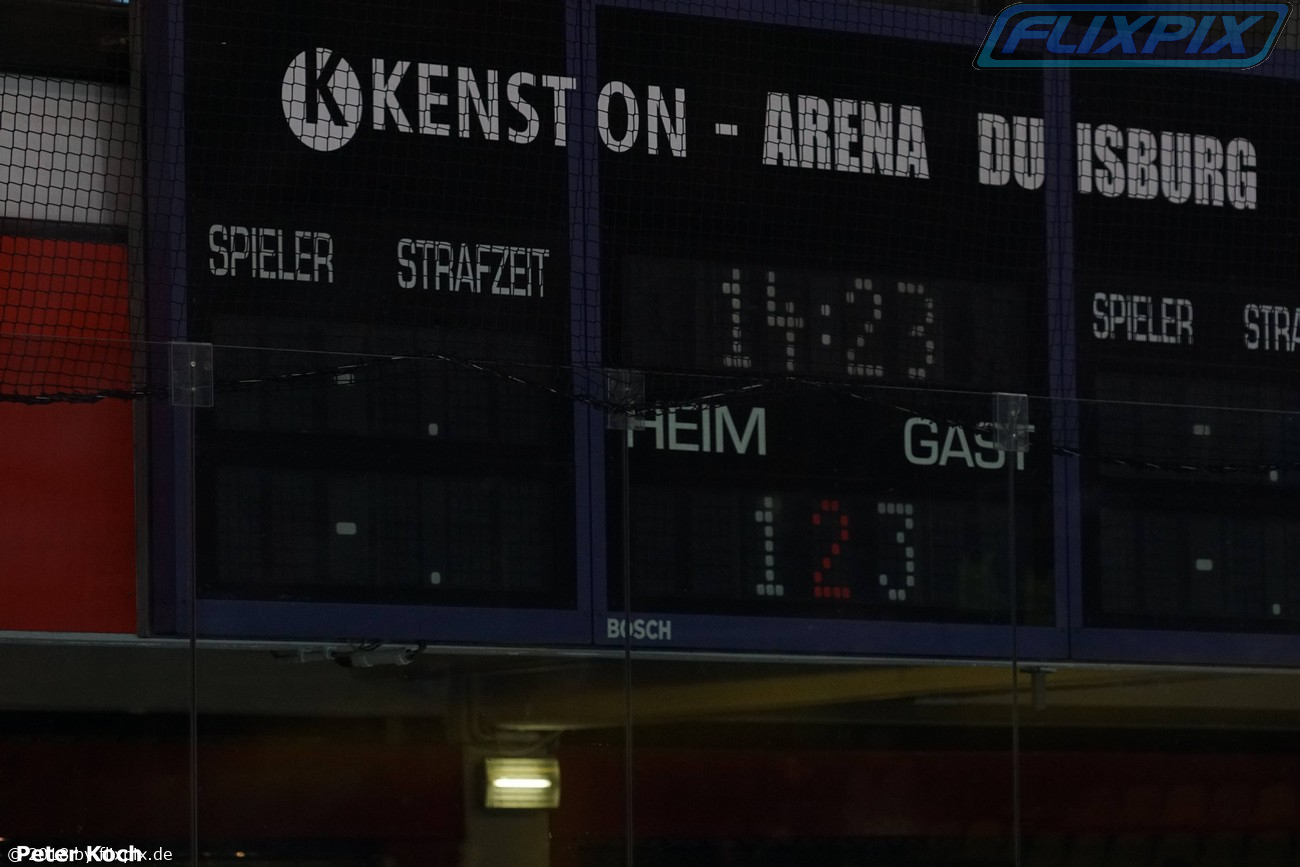 FLIXPIX
K KENSTON - ARENA DUISBURG
SPIELER STRAFZEIT
14:23
SPIELER STRA
HEIM GAST
1 2 3
BOSCH
Peter Koch